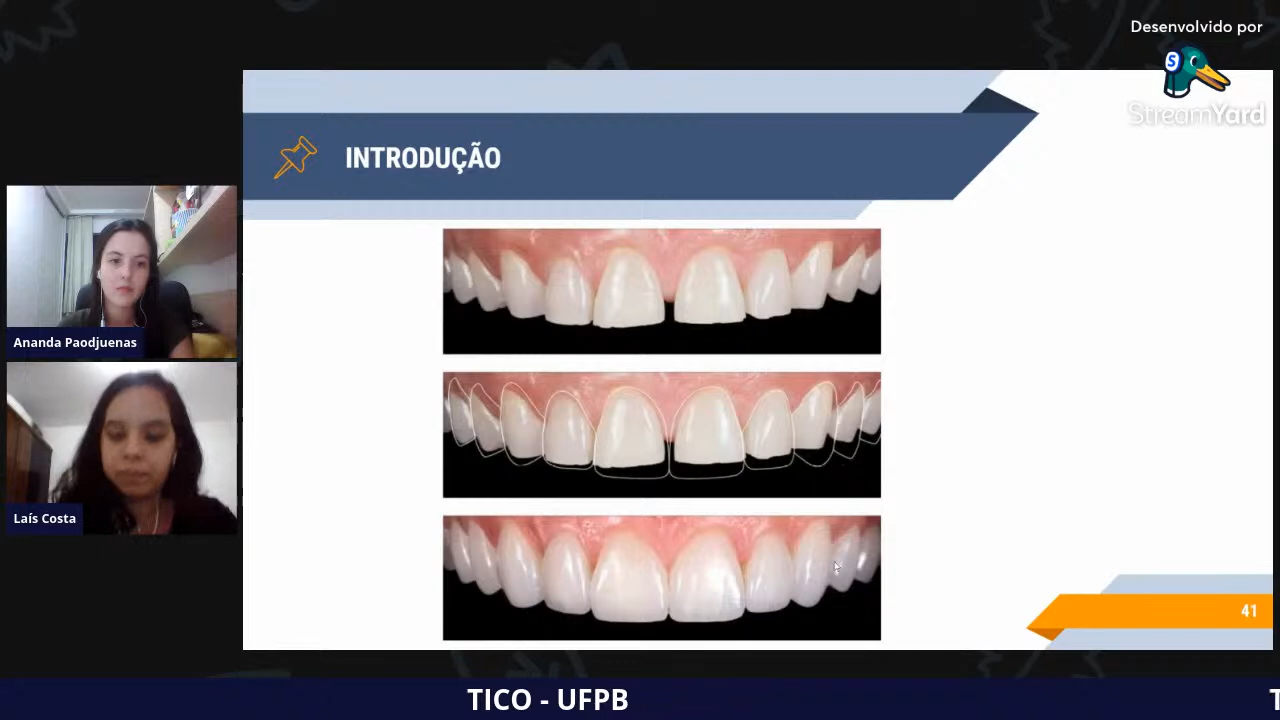 Desenvolvido por
S
StreamYard
INTRODUÇÃO
Ananda Paodjuenas
Laís Costa
41
TICO - UFPB
T